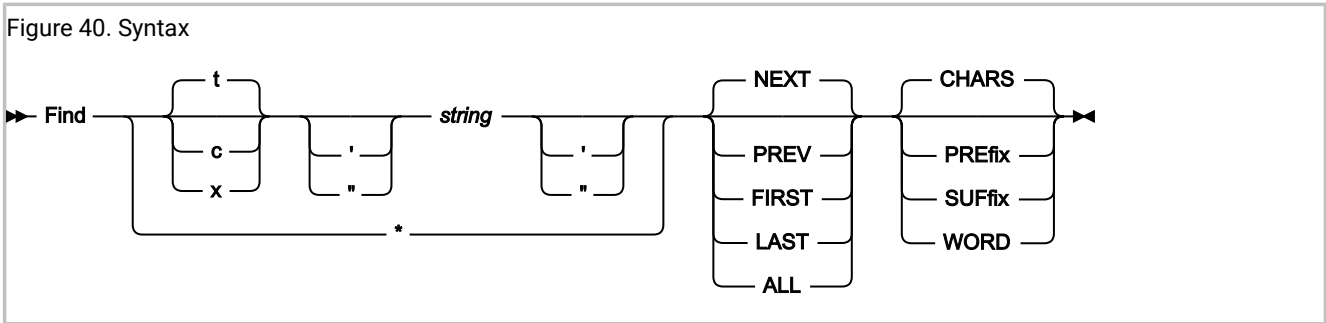 Figure 40. Syntax
t NEXT CHARS
Find string
c ' ' PREV PREfix
x " " FIRST SUFfix
* LAST WORD
ALL